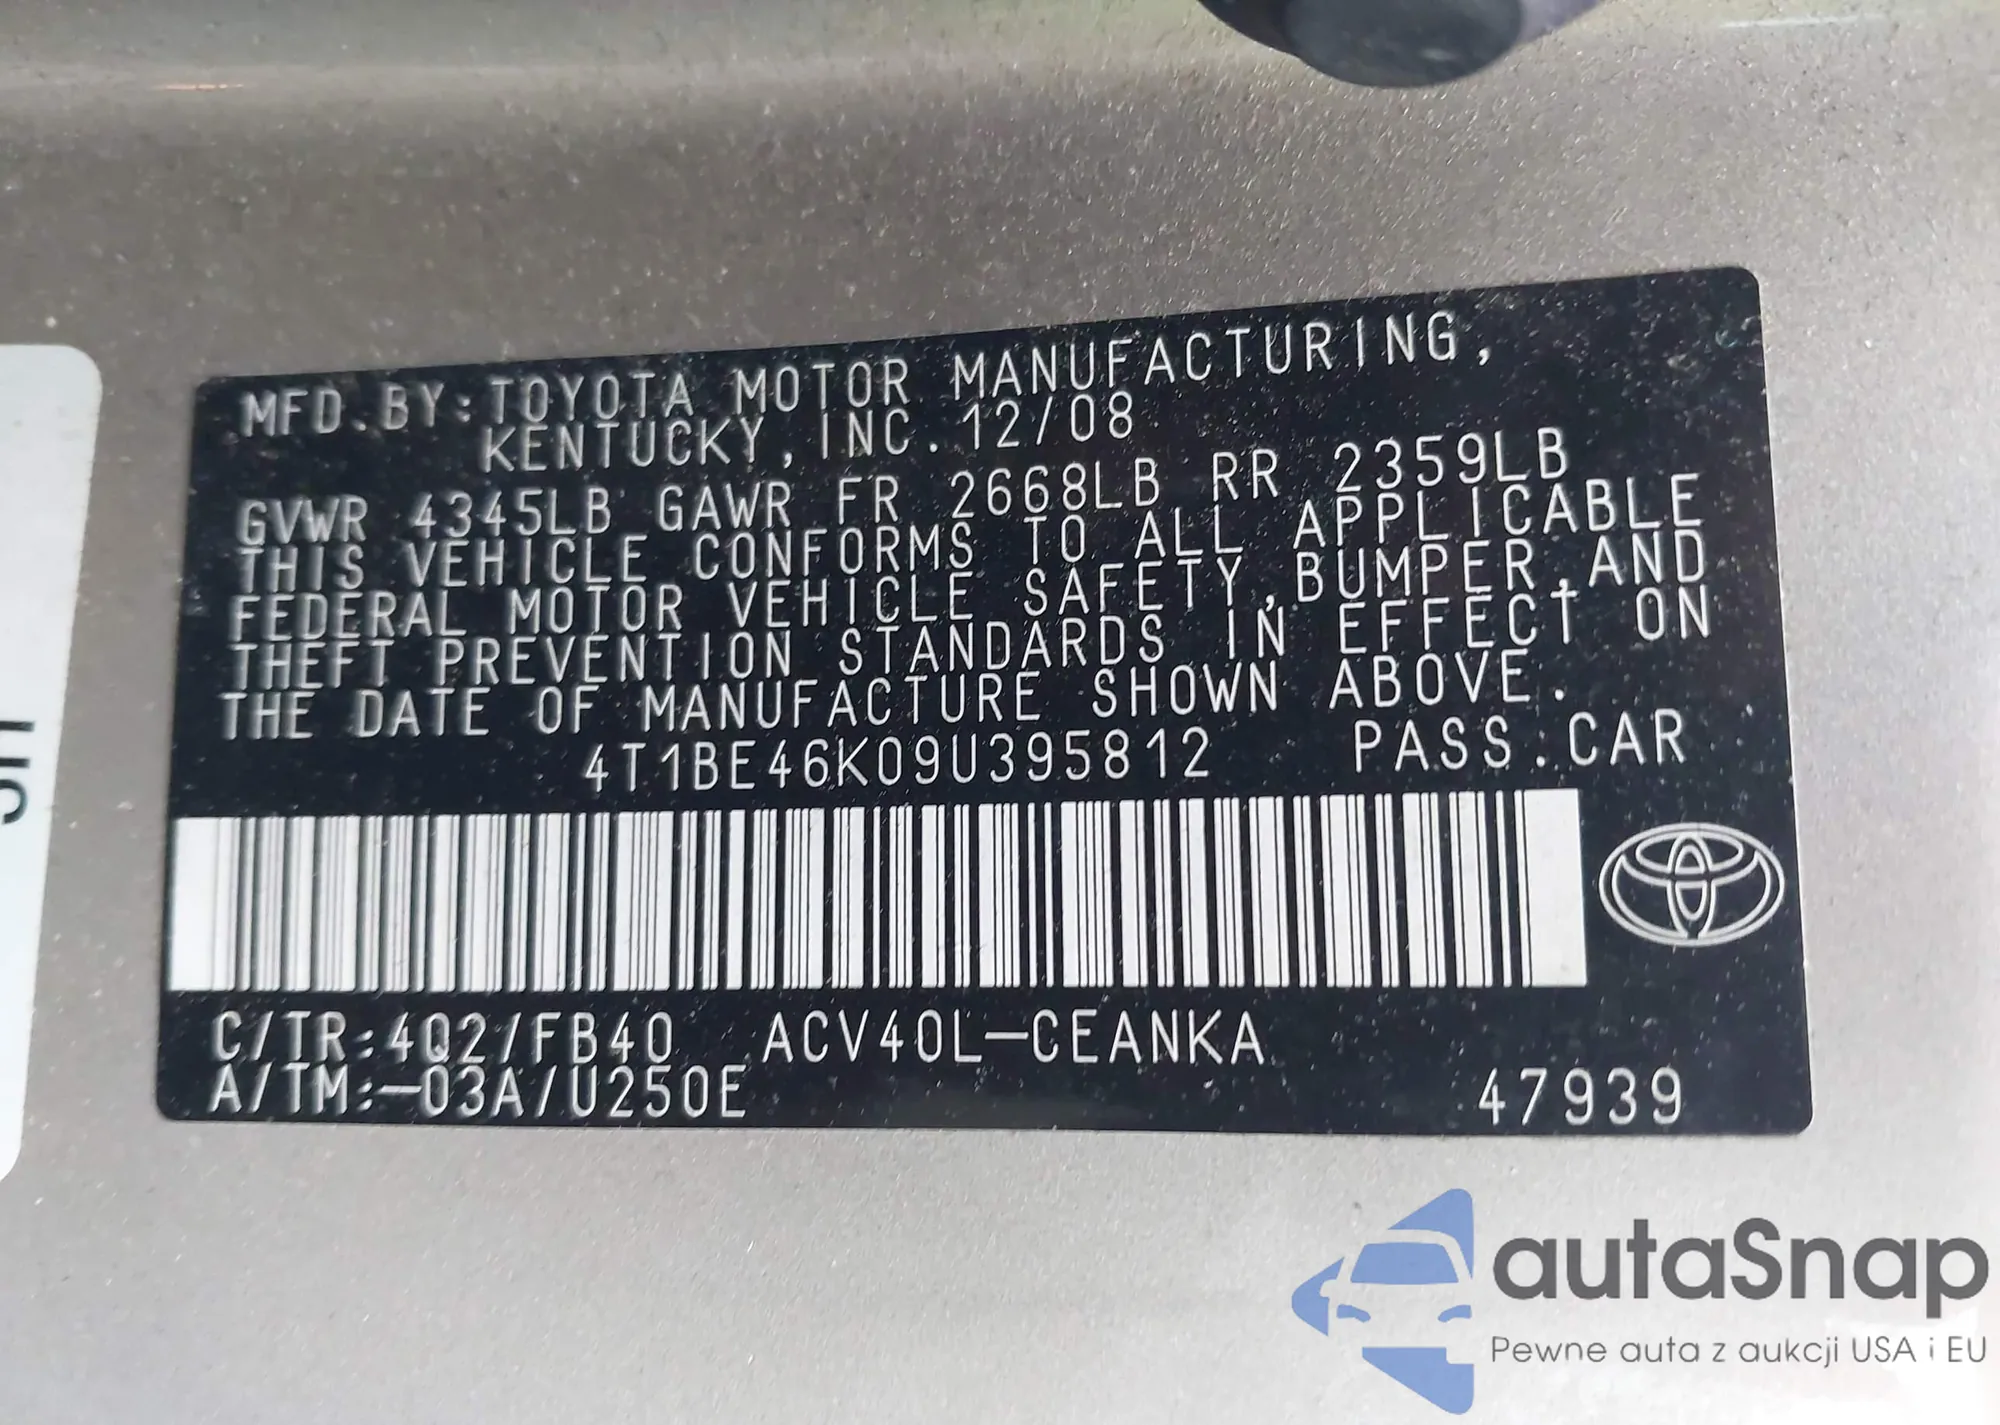 MFD.BY:TOYOTA MOTOR MANUFACTURING,
KENTUCKY,INC.12/08
GVWR 4345LB GAWR FR 2668LB RR 2359LB
THIS VEHICLE CONFORMS TO ALL APPLICABLE
FEDERAL MOTOR VEHICLE SAFETY,BUMPER,AND
THEFT PREVENTION STANDARDS IN EFFECT ON
THE DATE OF MANUFACTURE SHOWN ABOVE.
4T1BE46K09U395812 PASS.CAR
C/TR:4Q2/FB40 ACV40L-CEANKA
A/TM:-03A/U250E 47939
autaSnap
Pewne auta z aukcji USA i EU